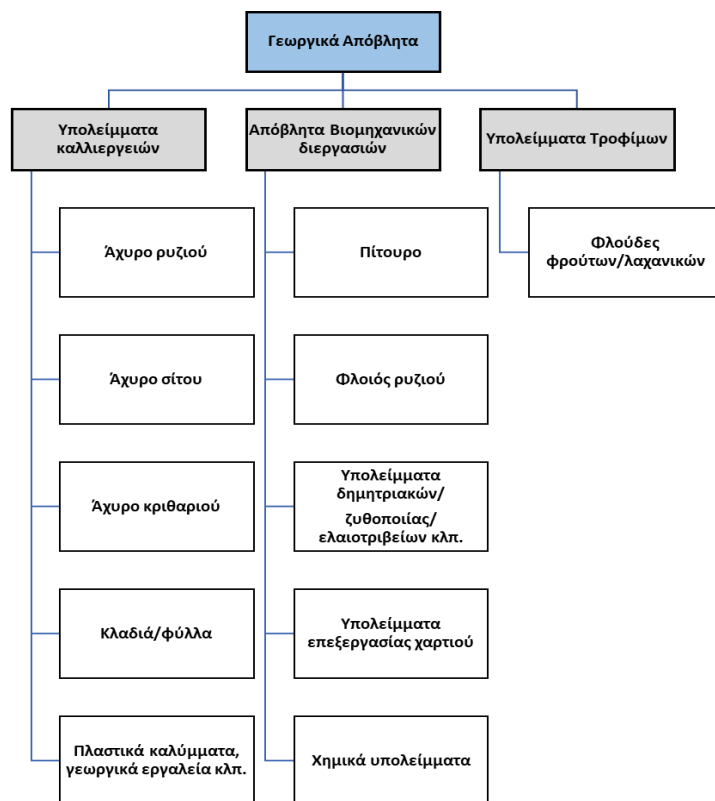 Γεωργικά Απόβλητα
Υπολείμματα
καλλιεργειών
Άχυρο ρυζιού
Άχυρο σίτου
Άχυρο κριθαριού
Κλαδιά/φύλλα
Πλαστικά καλύμματα,
γεωργικά εργαλεία κλπ.
Απόβλητα Βιομηχανικών
διεργασιών
Πίτουρο
Φλοιός ρυζιού
Υπολείμματα
δημητριακών/
ζυθοποιίας/
ελαιοτριβείων κλπ.
Υπολείμματα
επεξεργασίας χαρτιού
Χημικά υπολείμματα
Υπολείμματα Τροφίμων
Φλούδες
φρούτων/λαχανικών